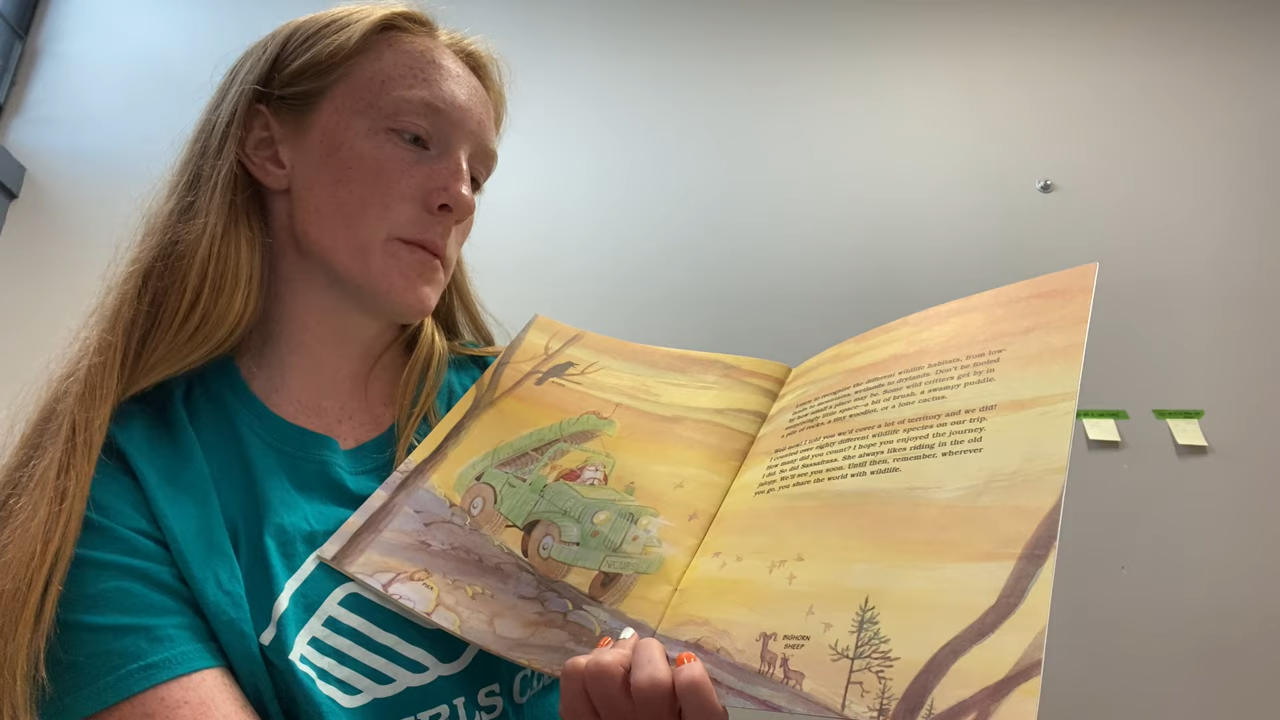 Learn to recognize the different wildlife habitats, from low-
lands to mountains, wetlands to drylands. Don't be fooled
by how small a place may be. Some wild critters get by in
surprisingly little space—a bit of brush, a swampy puddle,
a pile of rocks, a tiny woodlot, or a lone cactus.
Well now! I told you we'd cover a lot of territory and we did!
I counted over eighty different wildlife species on our trip.
How many did you count? I hope you enjoyed the journey.
I did. So did Sassafrass. She always likes riding in the old
jalopy. We'll see you soon. Until then, remember, wherever
you go, you share the world with wildlife.
PIKA
BIGHORN
SHEEP